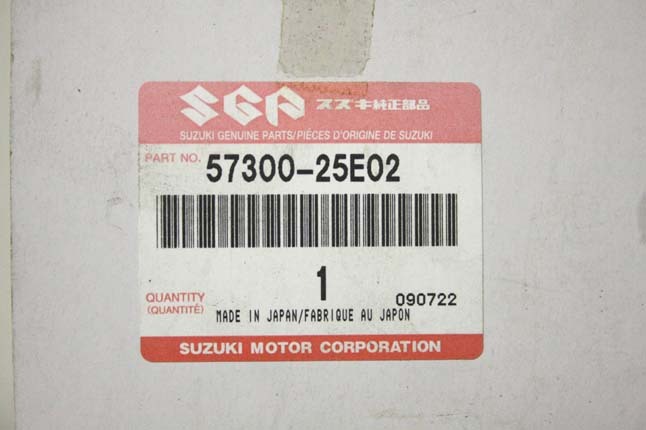 SGP スズキ純正部品
SUZUKI GENUINE PARTS/PIÈCES D'ORIGINE DE SUZUKI
PART NO. 57300-25E02
1
QUANTITY
(QUANTITÉ)
090722
MADE IN JAPAN/FABRIQUE AU JAPON
SUZUKI MOTOR CORPORATION